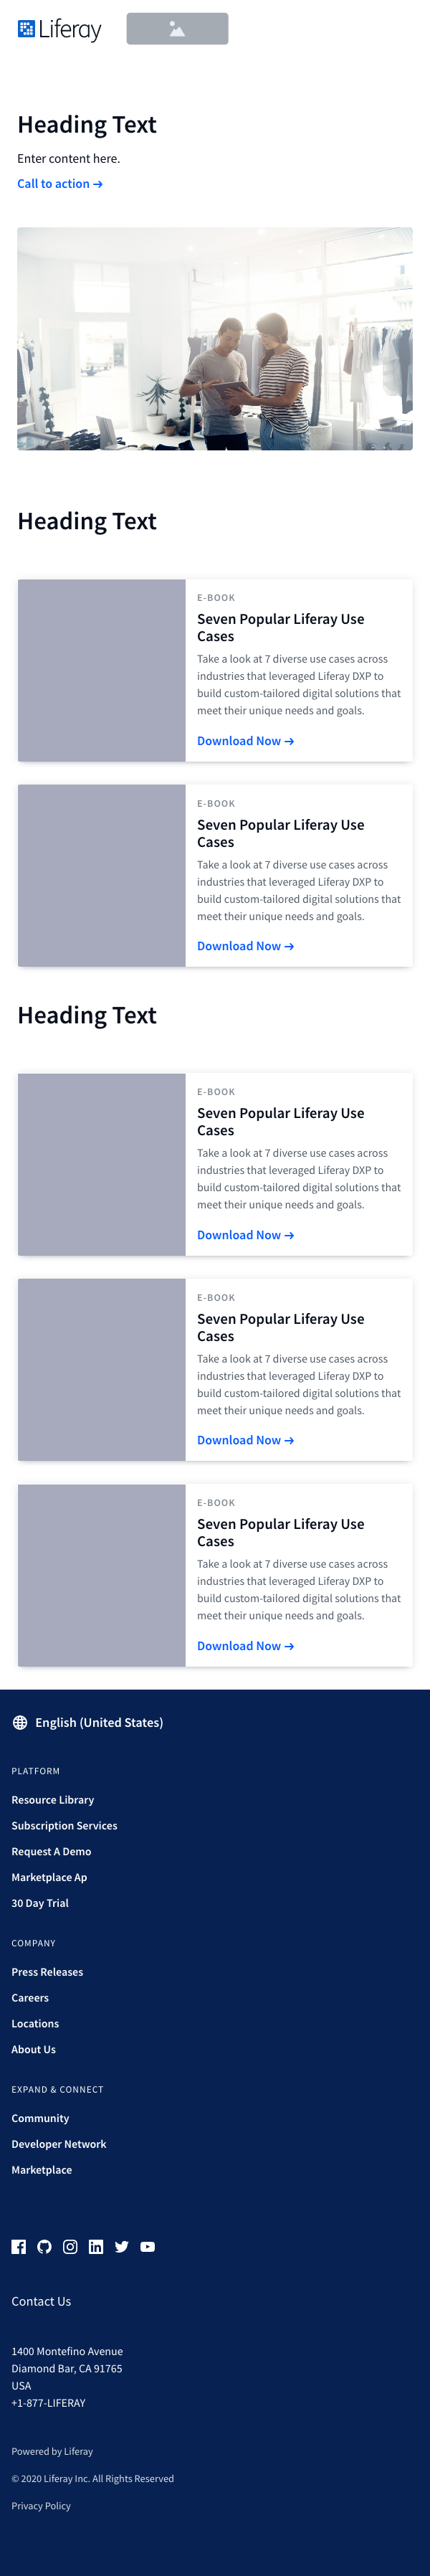 Liferay
Heading Text
Enter content here.
Call to action →
Heading Text
E-BOOK
Seven Popular Liferay Use
Cases
Take a look at 7 diverse use cases across
industries that leveraged Liferay DXP to
build custom-tailored digital solutions that
meet their unique needs and goals.
Download Now →
E-BOOK
Seven Popular Liferay Use
Cases
Take a look at 7 diverse use cases across
industries that leveraged Liferay DXP to
build custom-tailored digital solutions that
meet their unique needs and goals.
Download Now →
Heading Text
E-BOOK
Seven Popular Liferay Use
Cases
Take a look at 7 diverse use cases across
industries that leveraged Liferay DXP to
build custom-tailored digital solutions that
meet their unique needs and goals.
Download Now →
E-BOOK
Seven Popular Liferay Use
Cases
Take a look at 7 diverse use cases across
industries that leveraged Liferay DXP to
build custom-tailored digital solutions that
meet their unique needs and goals.
Download Now →
E-BOOK
Seven Popular Liferay Use
Cases
Take a look at 7 diverse use cases across
industries that leveraged Liferay DXP to
build custom-tailored digital solutions that
meet their unique needs and goals.
Download Now →
English (United States)
PLATFORM
Resource Library
Subscription Services
Request A Demo
Marketplace Ap
30 Day Trial
COMPANY
Press Releases
Careers
Locations
About Us
EXPAND & CONNECT
Community
Developer Network
Marketplace
Contact Us
1400 Montefino Avenue
Diamond Bar, CA 91765
USA
+1-877-LIFERAY
Powered by Liferay
© 2020 Liferay Inc. All Rights Reserved
Privacy Policy